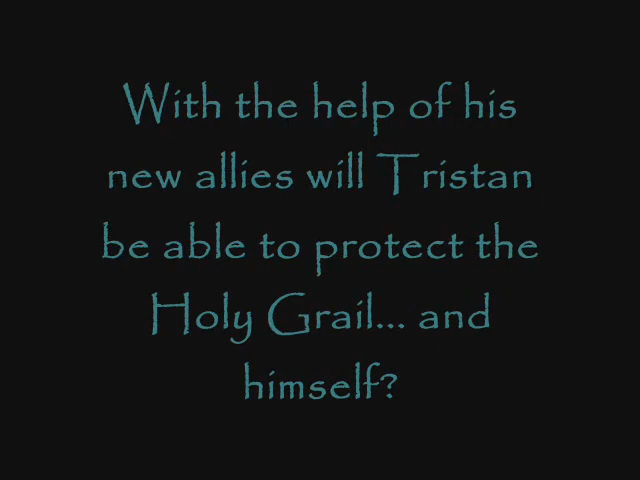 With the help of his
new allies will Tristan
be able to protect the
Holy Grail... and
himself?